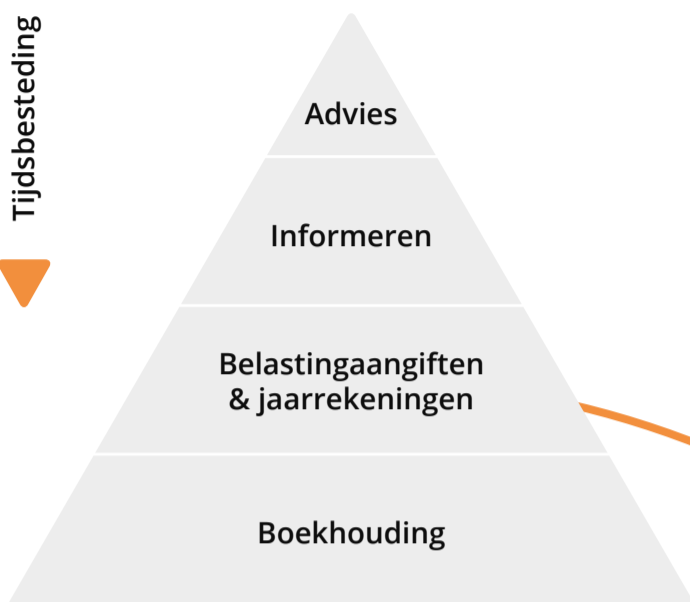 Tijdsbesteding
Advies
Informeren
Belastingaangiften
& jaarrekeningen
Boekhouding